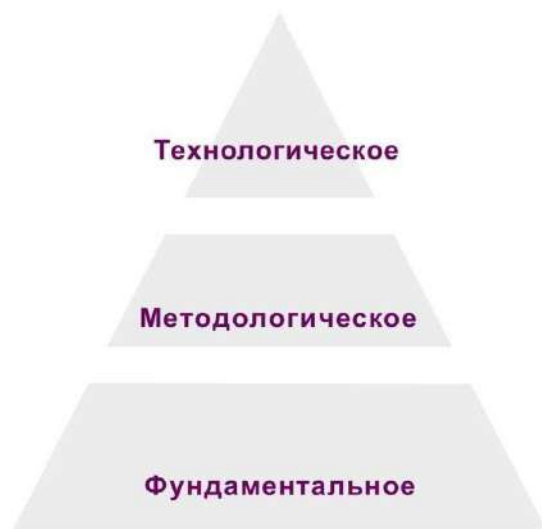 Технологическое
Методологическое
Фундаментальное